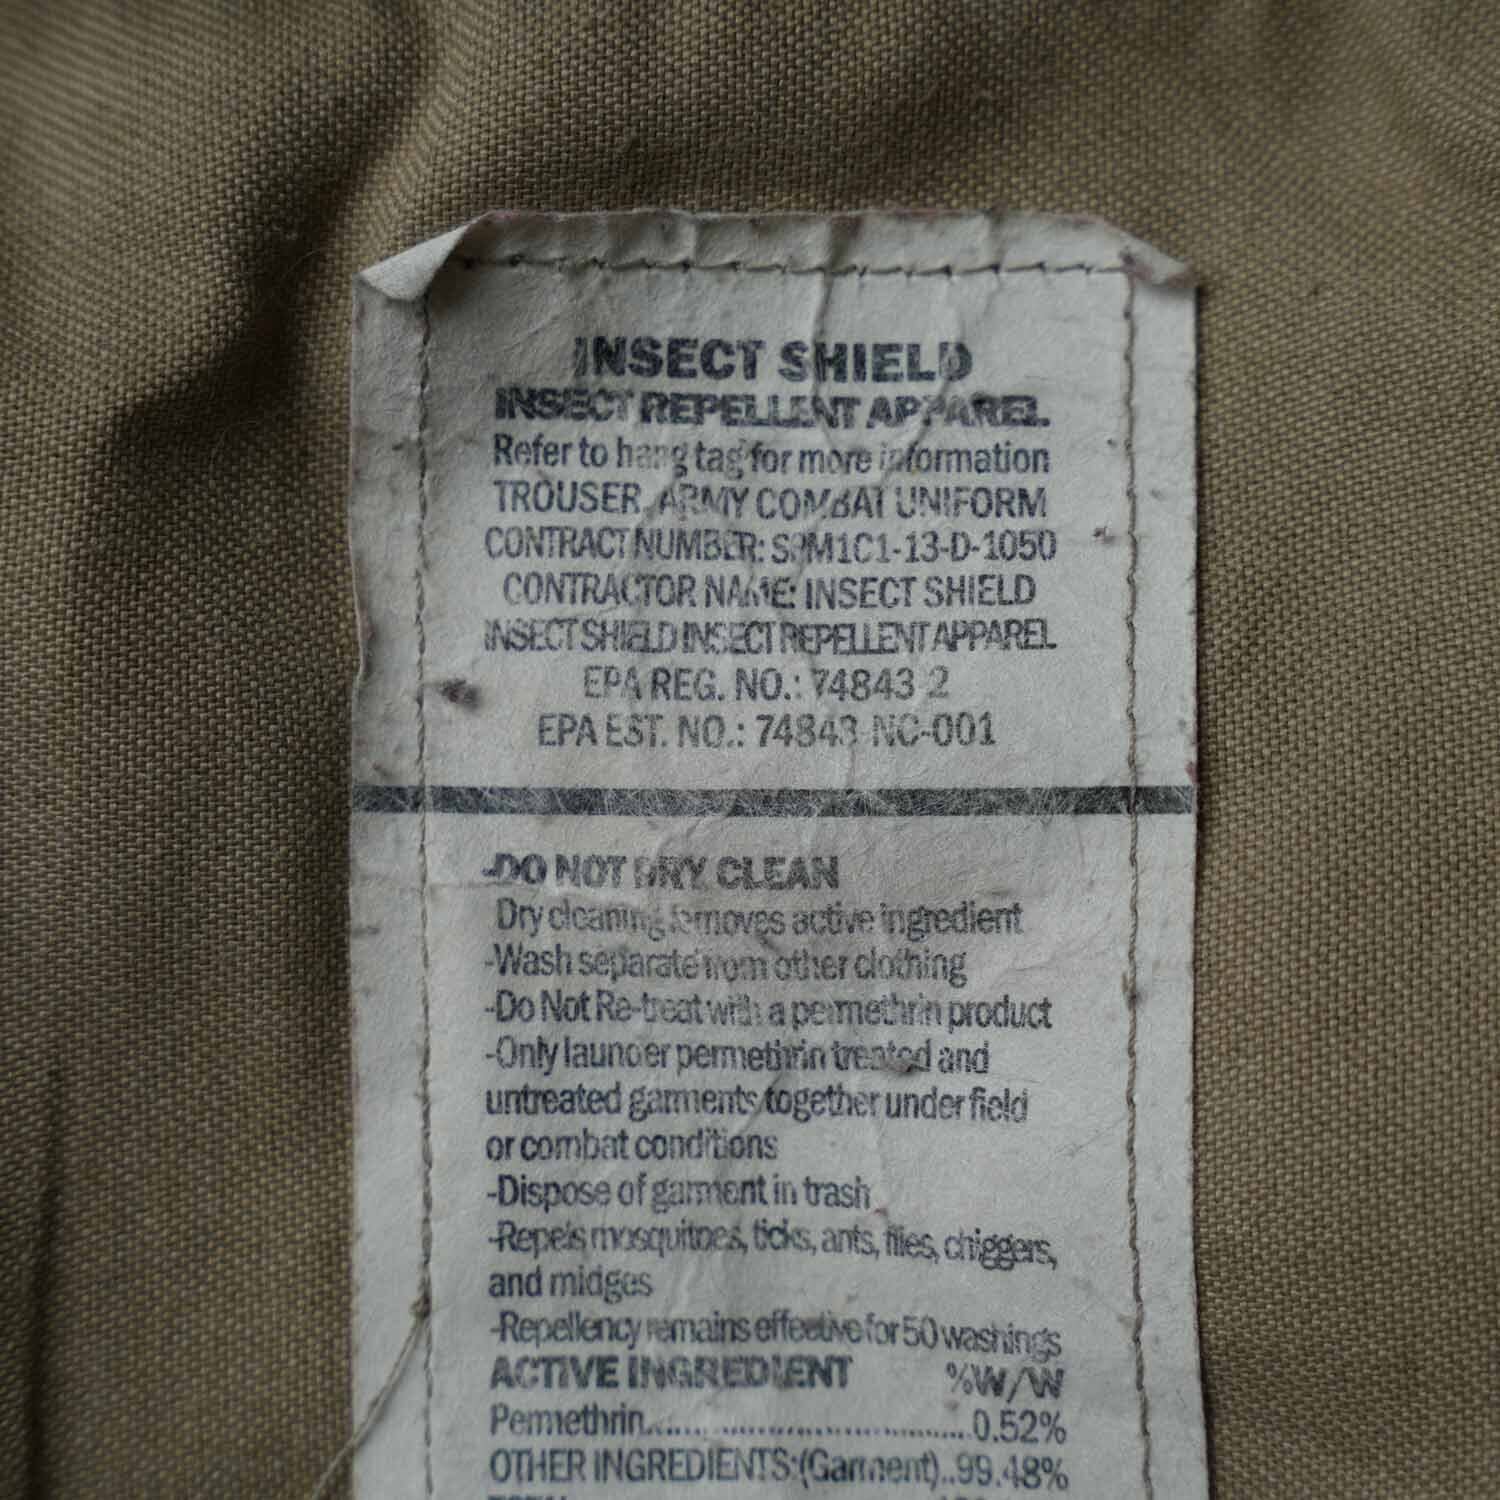 INSECT SHIELD
INSECT REPELLENT APPAREL
Refer to hang tag for more information
TROUSER, ARMY COMBAT UNIFORM
CONTRACT NUMBER: SPM1C1-13-D-1050
CONTRACTOR NAME: INSECT SHIELD
INSECT SHIELD INSECT REPELLENT APPAREL
EPA REG. NO.: 74843-2
EPA EST. NO.: 74843-NC-001
-DO NOT DRY CLEAN
Dry cleaning removes active ingredient
-Wash separate from other clothing
-Do Not Re-treat with a permethrin product
-Only launder permethrin treated and
untreated garments together under field
or combat conditions
-Dispose of garment in trash
-Repels mosquitoes, ticks, ants, flies, chiggers,
and midges
-Repellency remains effective for 50 washings
ACTIVE INGREDIENT %W/W
Permethrin..................................0.52%
OTHER INGREDIENTS:(Garment)..99.48%